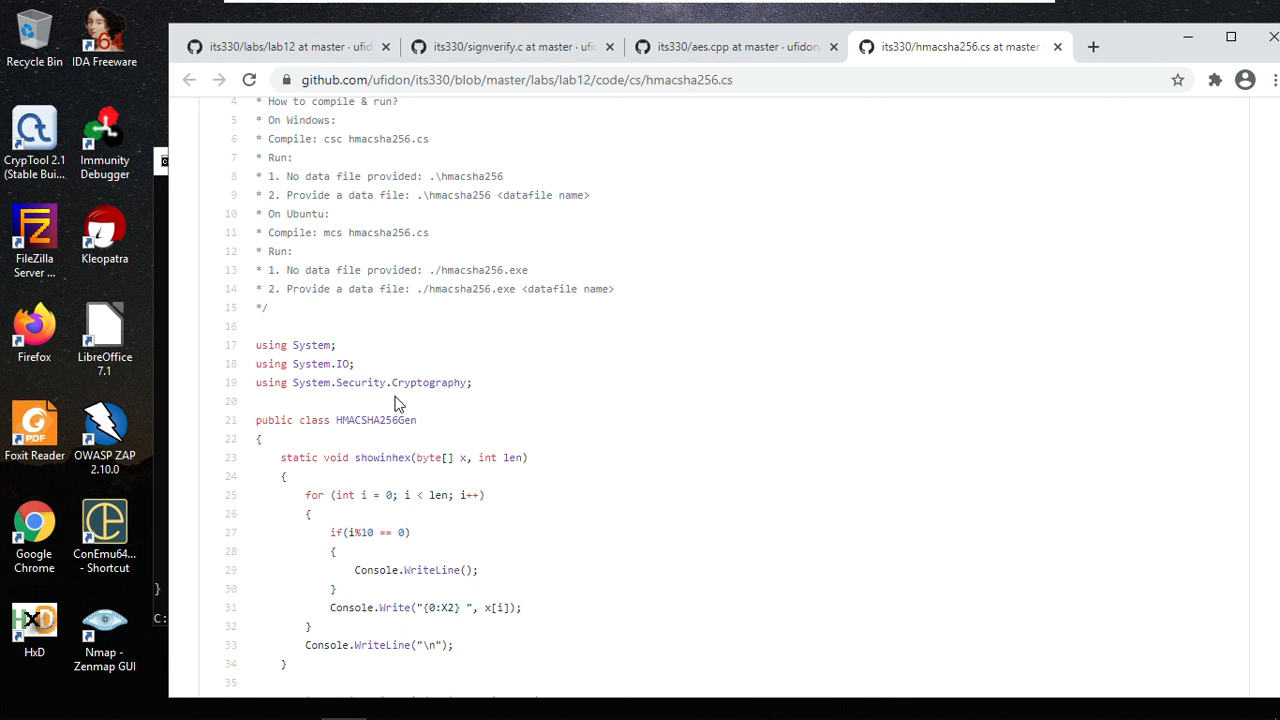 its330/labs/lab12 at master · ufid
its330/signverify.c at master · ufi
its330/aes.cpp at master · ufidon
its330/hmacsha256.cs at master
github.com/ufidon/its330/blob/master/labs/lab12/code/cs/hmacsha256.cs
Recycle Bin
IDA Freeware
64
CrypTool 2.1
(Stable Bui...
Immunity
Debugger
FileZilla
Server ...
Kleopatra
Firefox
LibreOffice
7.1
PDF
Foxit Reader
OWASP ZAP
2.10.0
Google
Chrome
ConEmu64...
- Shortcut
HxD
HxD
Nmap -
Zenmap GUI
}
C:
4 * How to compile & run?
5 * On Windows:
6 * Compile: csc hmacsha256.cs
7 * Run:
8 * 1. No data file provided: .\hmacsha256
9 * 2. Provide a data file: .\hmacsha256 <datafile name>
10 * On Ubuntu:
11 * Compile: mcs hmacsha256.cs
12 * Run:
13 * 1. No data file provided: ./hmacsha256.exe
14 * 2. Provide a data file: ./hmacsha256.exe <datafile name>
15 */
16
17 using System;
18 using System.IO;
19 using System.Security.Cryptography;
20
21 public class HMACSHA256Gen
22 {
23 static void showinhex(byte[] x, int len)
24 {
25 for (int i = 0; i < len; i++)
26 {
27 if(i%10 == 0)
28 {
29 Console.WriteLine();
30 }
31 Console.Write("{0:X2} ", x[i]);
32 }
33 Console.WriteLine("\n");
34 }
35